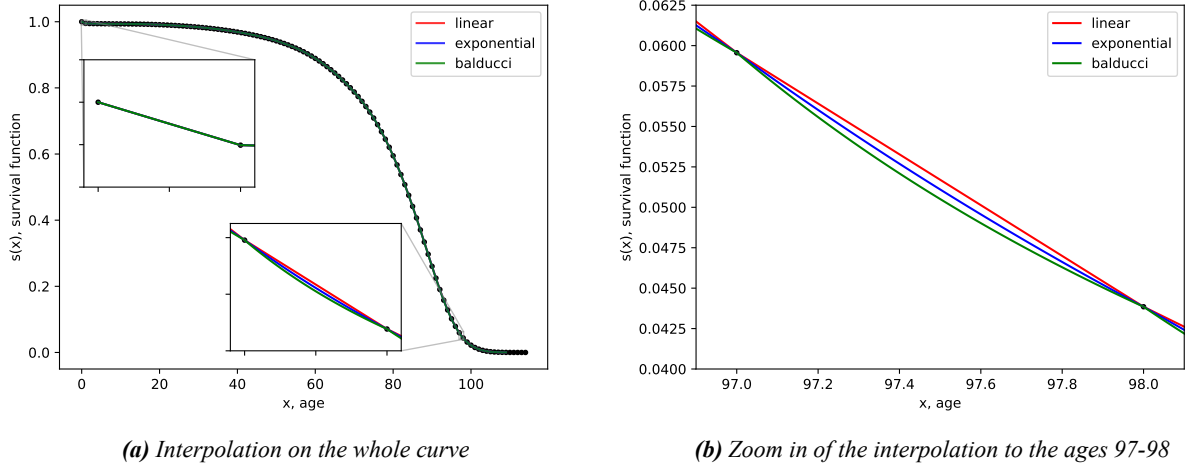 1.0
0.8
0.6
0.4
0.2
0.0
s(x), survival function
linear
exponential
balducci
0 20 40 60 80 100
x, age
(a) Interpolation on the whole curve
0.0625
0.0600
0.0575
0.0550
0.0525
0.0500
0.0475
0.0450
0.0425
0.0400
s(x), survival function
linear
exponential
balducci
97.0 97.2 97.4 97.6 97.8 98.0
x, age
(b) Zoom in of the interpolation to the ages 97-98